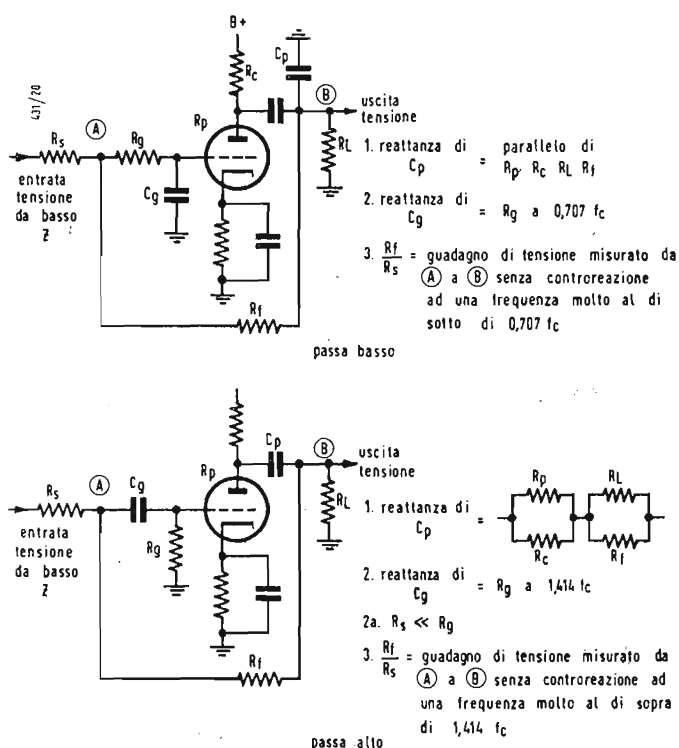 B+
Cp
Rc
431/20
A
B
uscita
tensione
Rs
Rg
Rp
RL
Cg
entrata
tensione
da basso
Z
1. reattanza di Cp = parallelo di Rp Rc RL Rf
2. reattanza di Cg = Rg a 0,707 fc
3. Rf/Rs = guadagno di tensione misurato da
A a B senza controreazione
ad una frequenza molto al di
sotto di 0,707 fc
Rf
passa basso
Cp
B
uscita
tensione
Rs
A
Cg
Rp
RL
Rg
entrata
tensione
da basso
Z
1. reattanza di Cp =
Rp
RL
Rc
Rf
2. reattanza di Cg = Rg a 1,414 fc
2a. Rs ≪ Rg
3. Rf/Rs = guadagno di tensione misurato da
A a B senza controreazione ad
una frequenza molto al di sopra
di 1,414 fc
Rf
passa alto